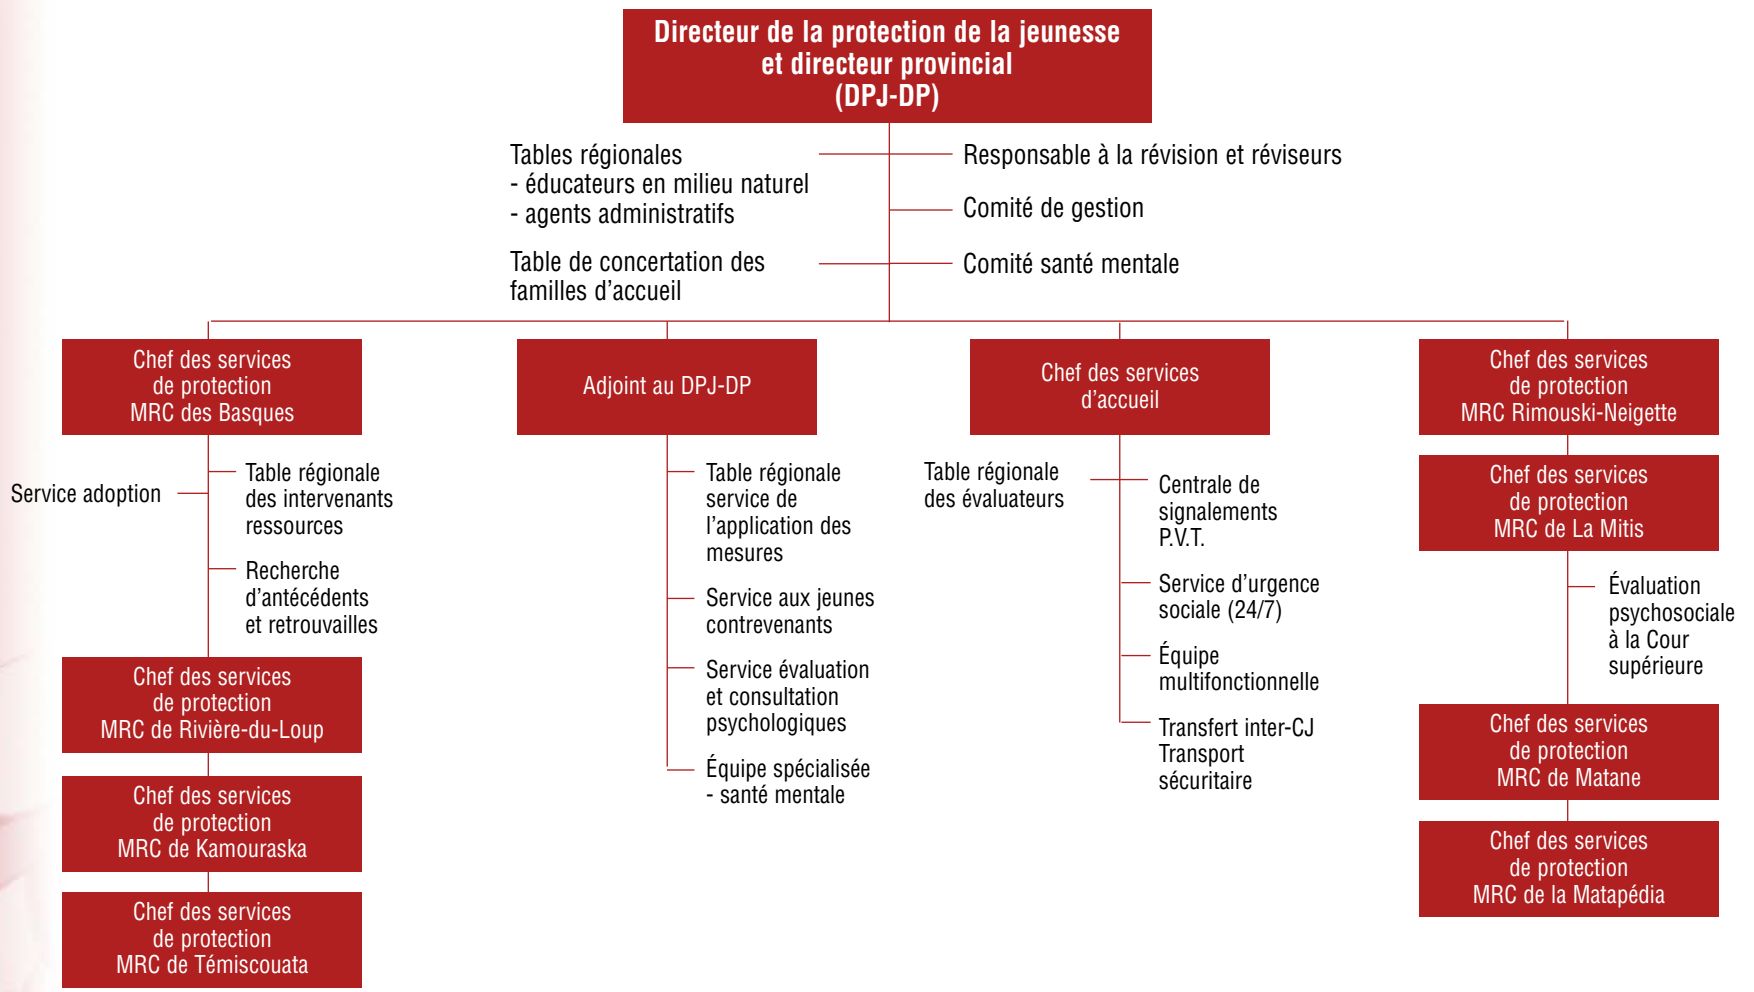 Directeur de la protection de la jeunesse
et directeur provincial
(DPJ-DP)
Tables régionales
- éducateurs en milieu naturel
- agents administratifs
Table de concertation des
familles d'accueil
Responsable à la révision et réviseurs
Comité de gestion
Comité santé mentale
Chef des services
de protection
MRC des Basques
Service adoption
Table régionale
des intervenants
ressources
Recherche
d'antécédents
et retrouvailles
Chef des services
de protection
MRC de Rivière-du-Loup
Chef des services
de protection
MRC de Kamouraska
Chef des services
de protection
MRC de Témiscouata
Adjoint au DPJ-DP
Table régionale
service de
l'application des
mesures
Service aux jeunes
contrevenants
Service évaluation
et consultation
psychologiques
Équipe spécialisée
- santé mentale
Chef des services
d'accueil
Table régionale
des évaluateurs
Centrale de
signalements
P.V.T.
Service d'urgence
sociale (24/7)
Équipe
multifonctionnelle
Transfert inter-CJ
Transport
sécuritaire
Chef des services
de protection
MRC Rimouski-Neigette
Chef des services
de protection
MRC de La Mitis
Évaluation
psychosociale
à la Cour
supérieure
Chef des services
de protection
MRC de Matane
Chef des services
de protection
MRC de la Matapédia